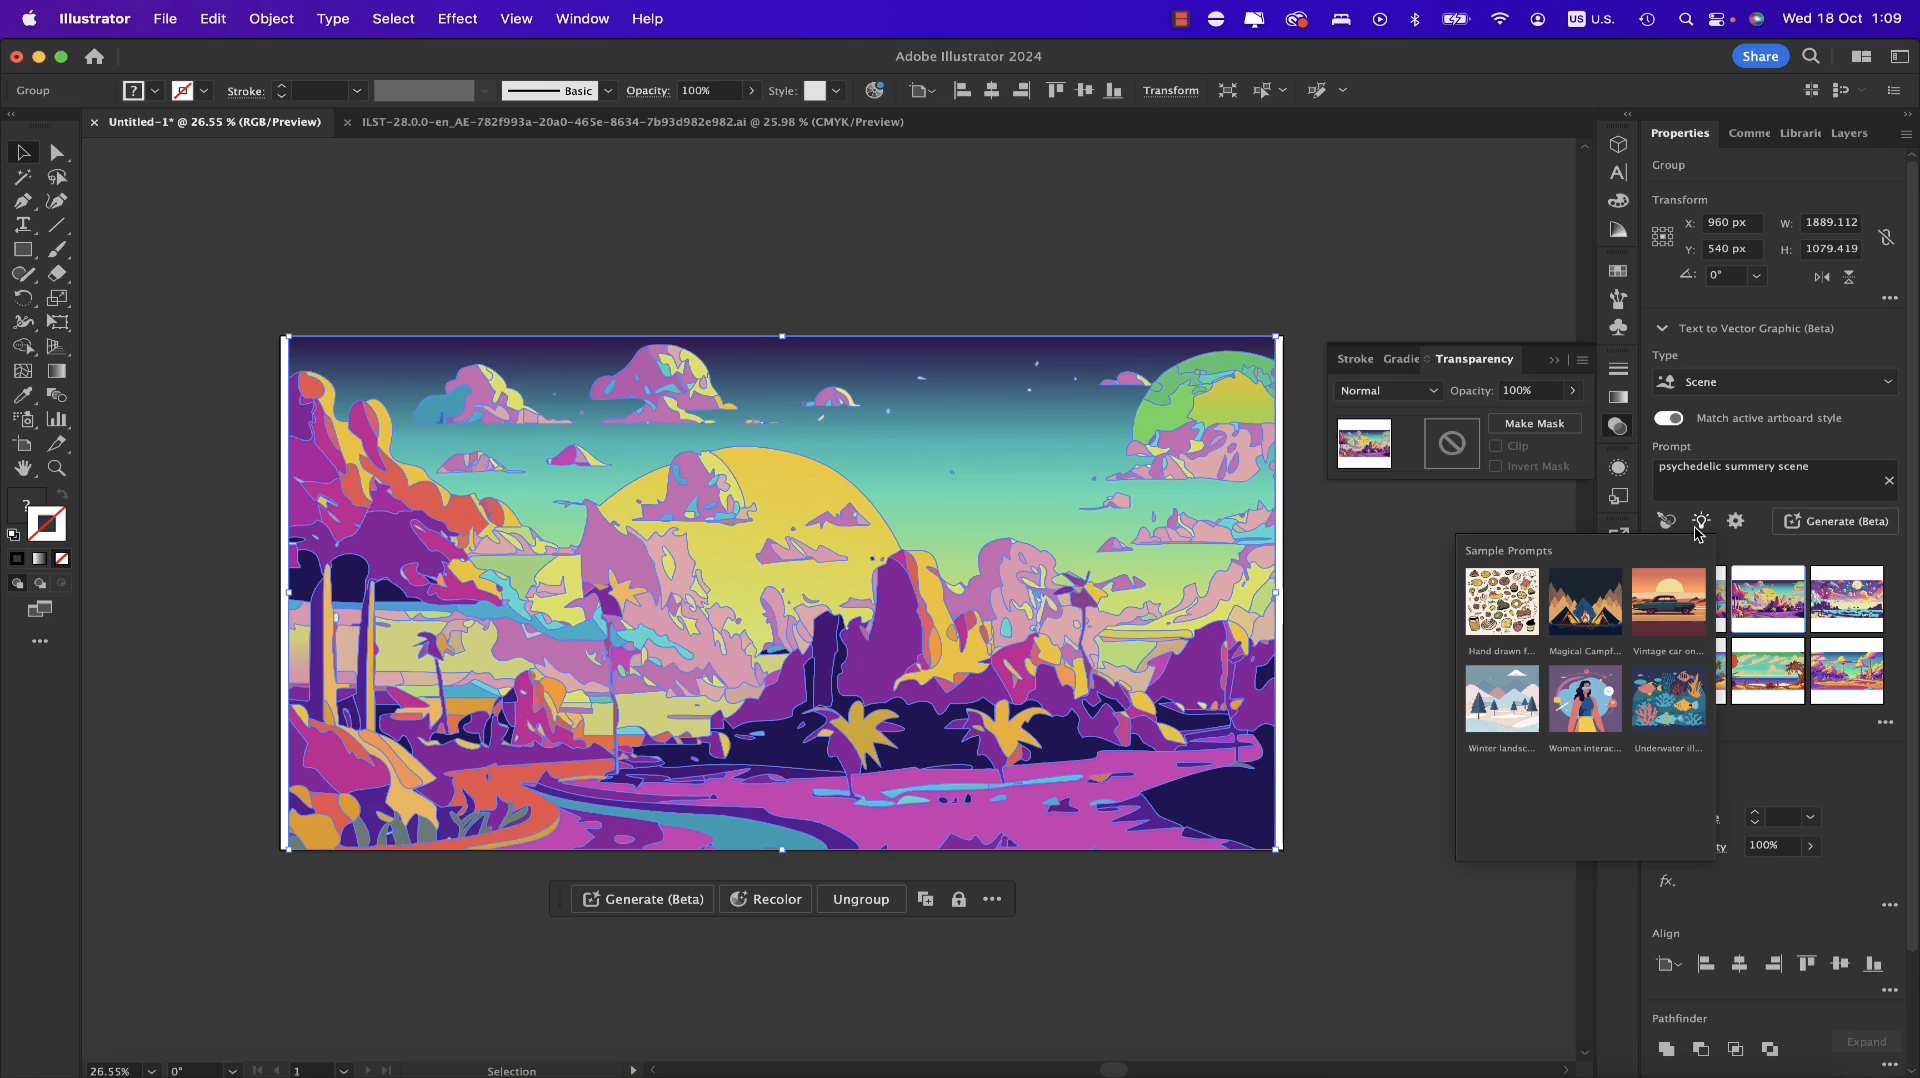 Illustrator File Edit Object Type Select Effect View Window Help US U.S. Wed 18 Oct 1:09
Adobe Illustrator 2024 Share
Group ? Stroke: Basic Opacity: 100% Style: Transform
Untitled-1* @ 26.55 % (RGB/Preview) ILST-28.0.0-en_AE-782f993a-20a0-465e-8634-7b93d982e982.ai @ 25.98 % (CMYK/Preview)
Properties Comme Librarie Layers
Group
Transform
X: 960 px W: 1889.112
Y: 540 px H: 1079.419
0°
Text to Vector Graphic (Beta)
Type
Scene
Match active artboard style
Prompt
psychedelic summery scene
Generate (Beta)
Stroke Gradie Transparency
Normal Opacity: 100%
Make Mask
Clip
Invert Mask
Sample Prompts
Hand drawn f... Magical Campf... Vintage car on...
Winter landsc... Woman interac... Underwater ill...
?
100%
fx.
Generate (Beta) Recolor Ungroup
Align
Pathfinder
Expand
26.55% 0° 1 Selection